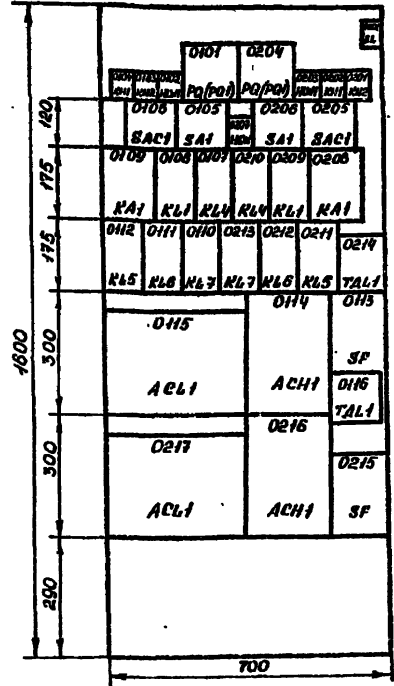 0101 0204
PQ(PQ1) PQ(PQ1)
0106 0105 0206 0205
SAC1 SA1 SA1 SAC1
0109 0108 0107 0210 0209 0208
KA1 KL1 KL4 KL4 KL1 KA1
0112 0111 0110 0213 0212 0211 0214
KL5 KL6 KL7 KL7 KL6 KL5 TAL1
0115 0114 0113
ACL1 ACH1 SF
0116
TAL1
0217 0216 0215
ACL1 ACH1 SF
120
175
175
300
300
290
1600
700